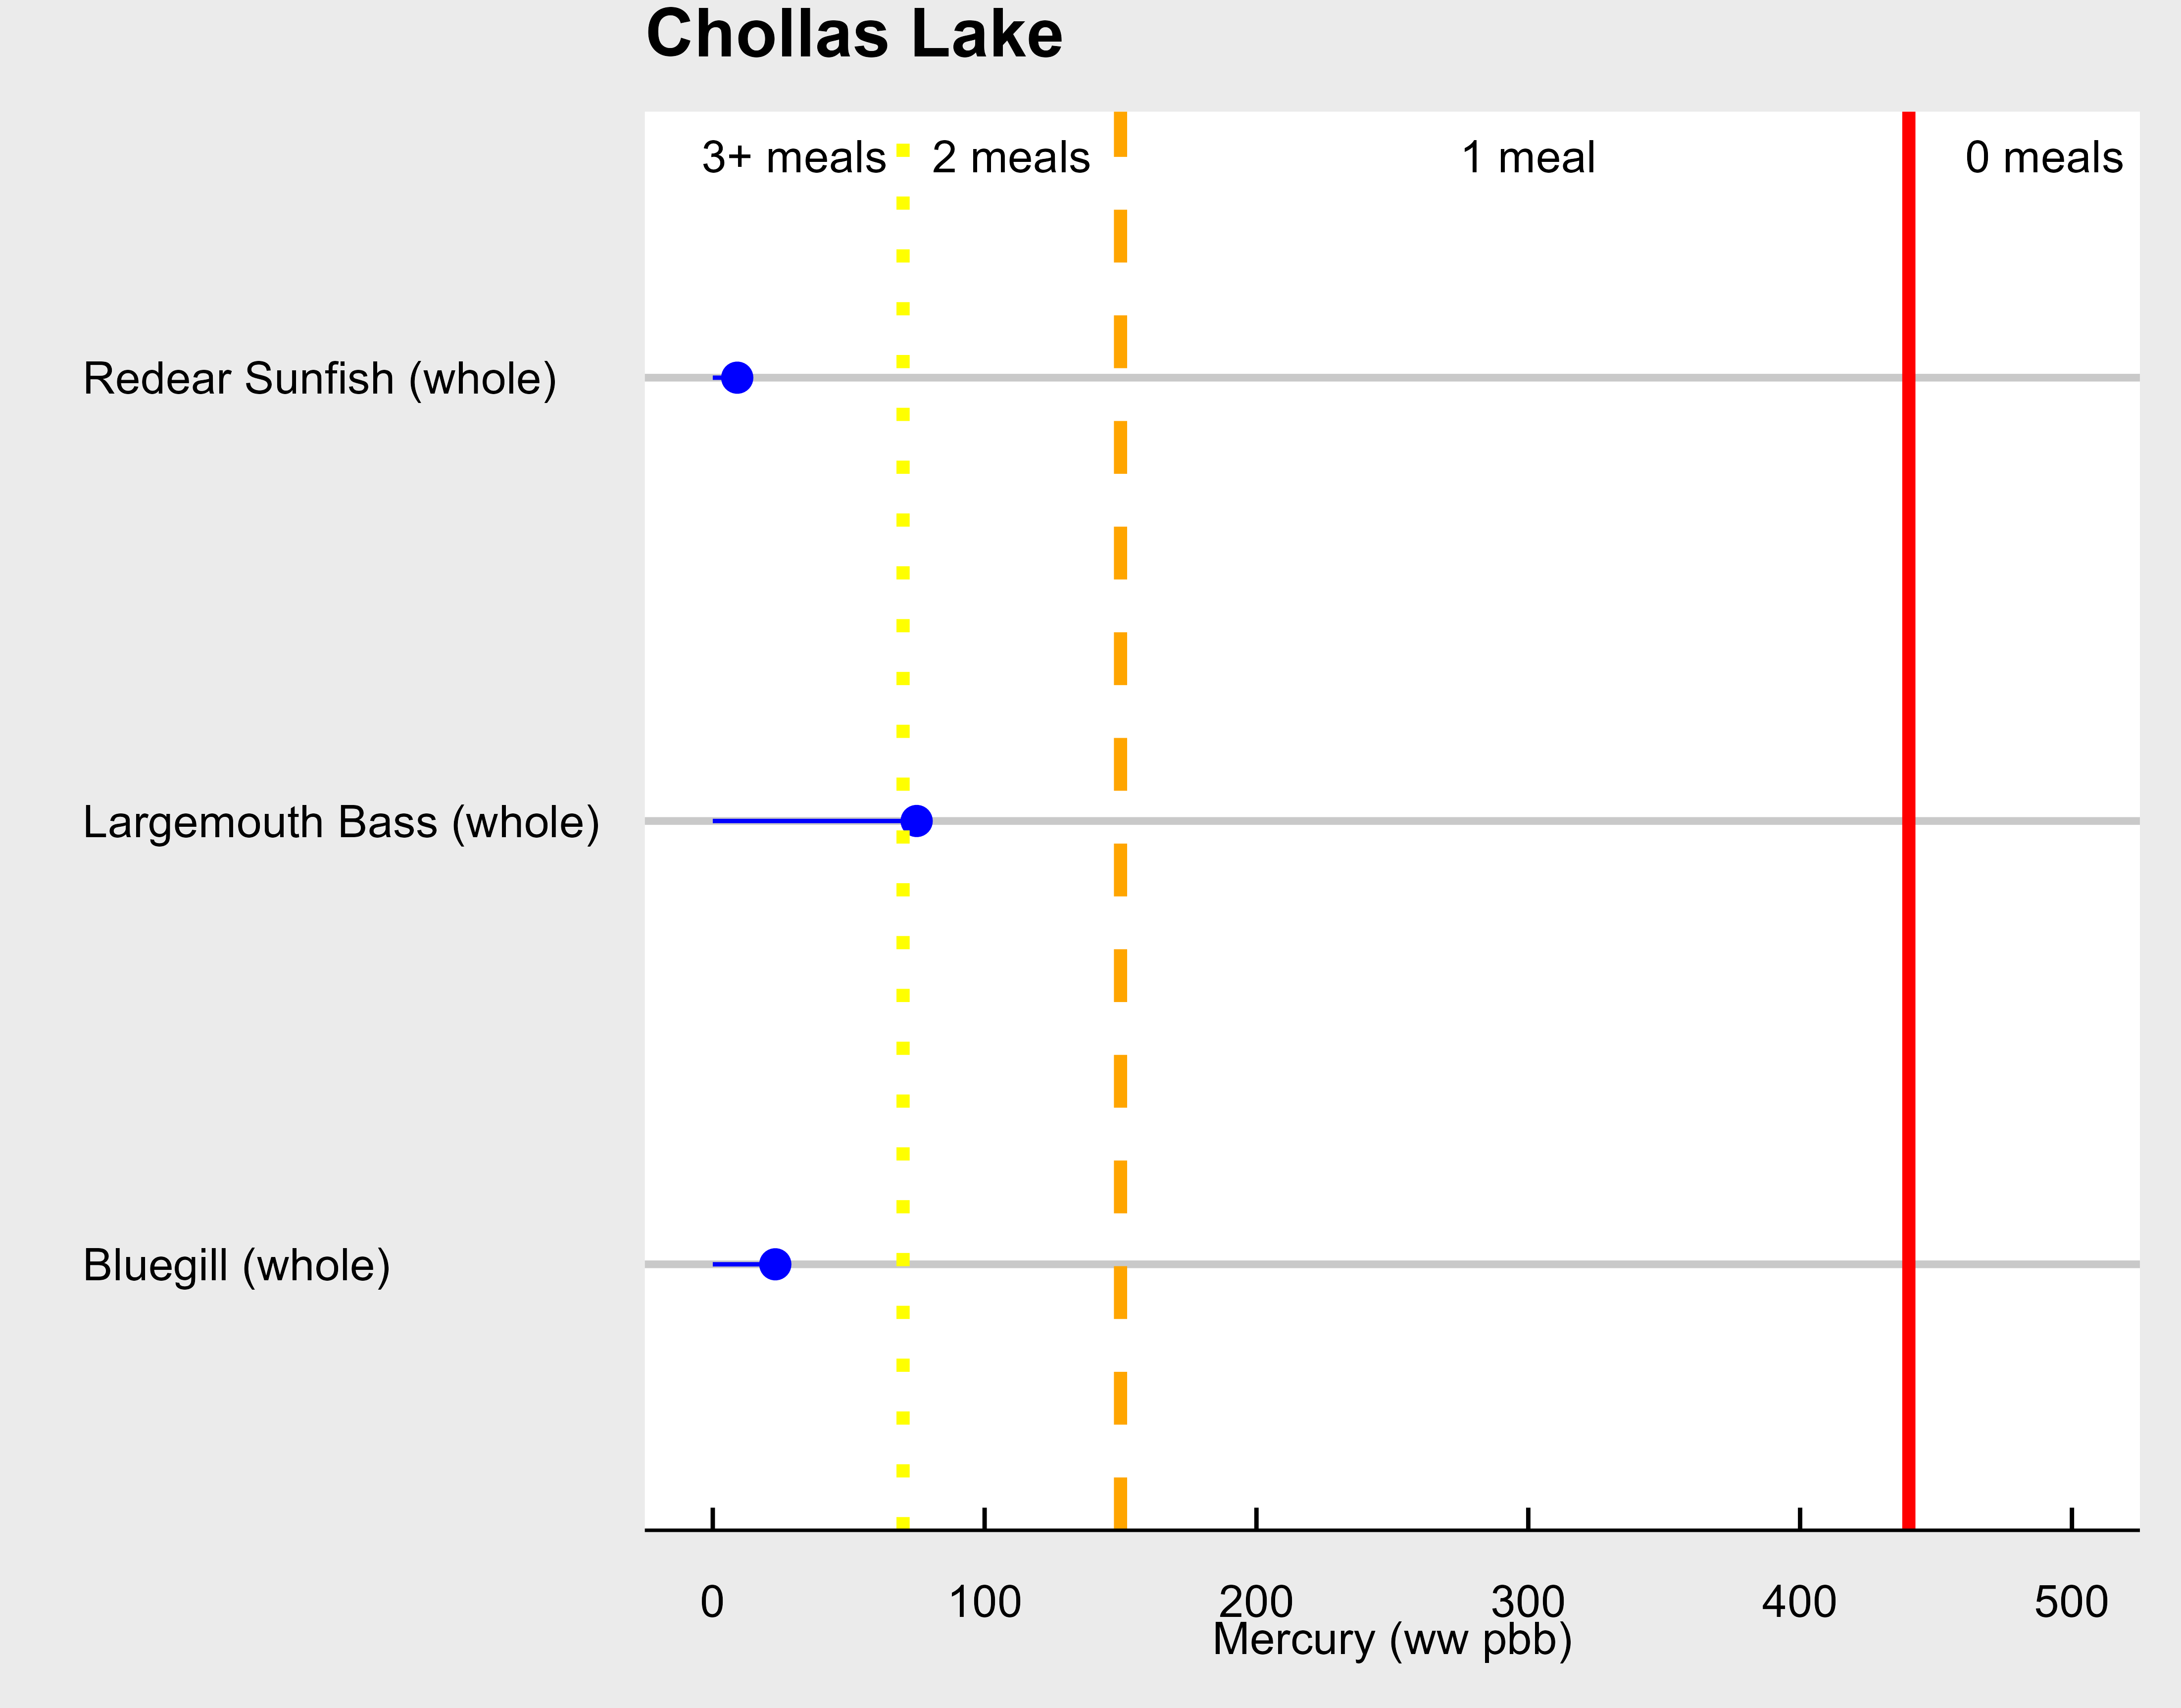 Chollas Lake
3+ meals 2 meals 1 meal 0 meals
Redear Sunfish (whole)
Largemouth Bass (whole)
Bluegill (whole)
0 100 200 300 400 500
Mercury (ww pbb)